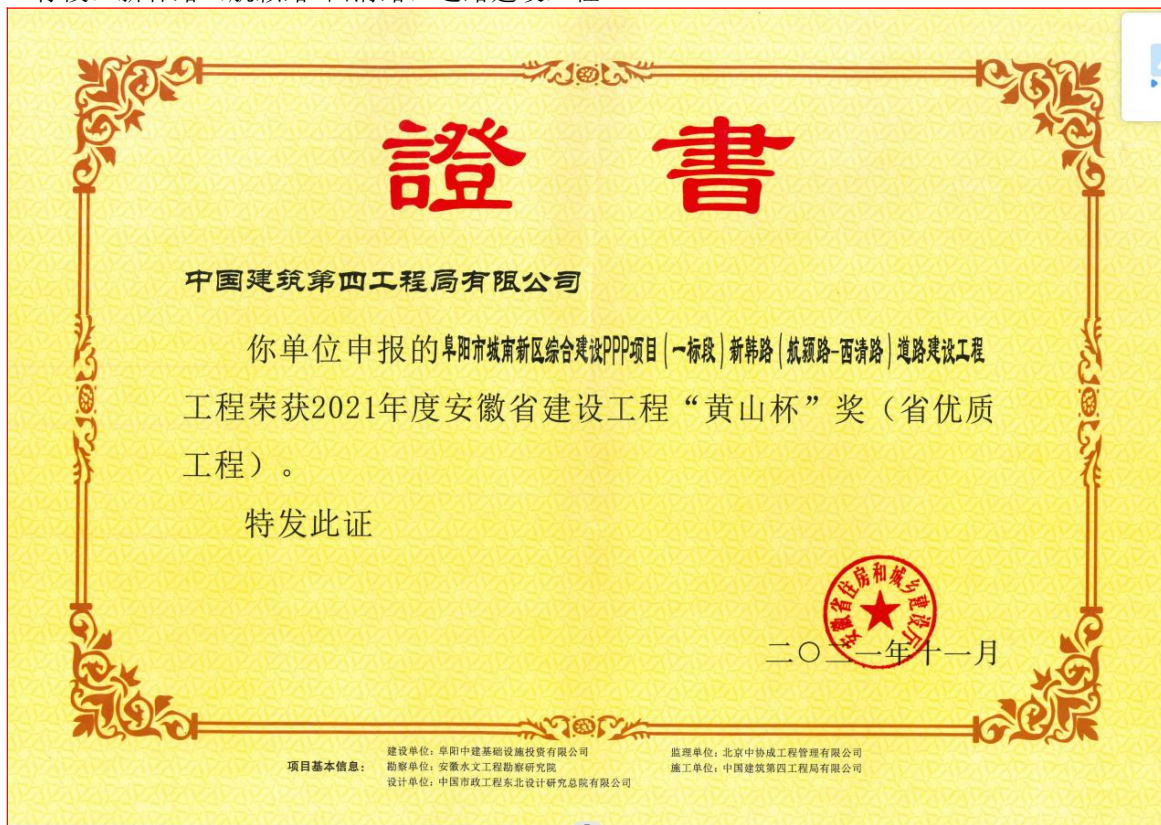 證書
中国建筑第四工程局有限公司
你单位申报的阜阳市城南新区综合建设PPP项目(一标段)新韩路(航颍路-西清路)道路建设工程
工程荣获2021年度安徽省建设工程“黄山杯”奖（省优质
工程）。
特发此证
安徽省住房和城乡建设厅
二〇二一年十一月
项目基本信息：
建设单位：阜阳中建基础设施投资有限公司
勘察单位：安徽水文工程勘察研究院
设计单位：中国市政工程东北设计研究总院有限公司
监理单位：北京中协成工程管理有限公司
施工单位：中国建筑第四工程局有限公司